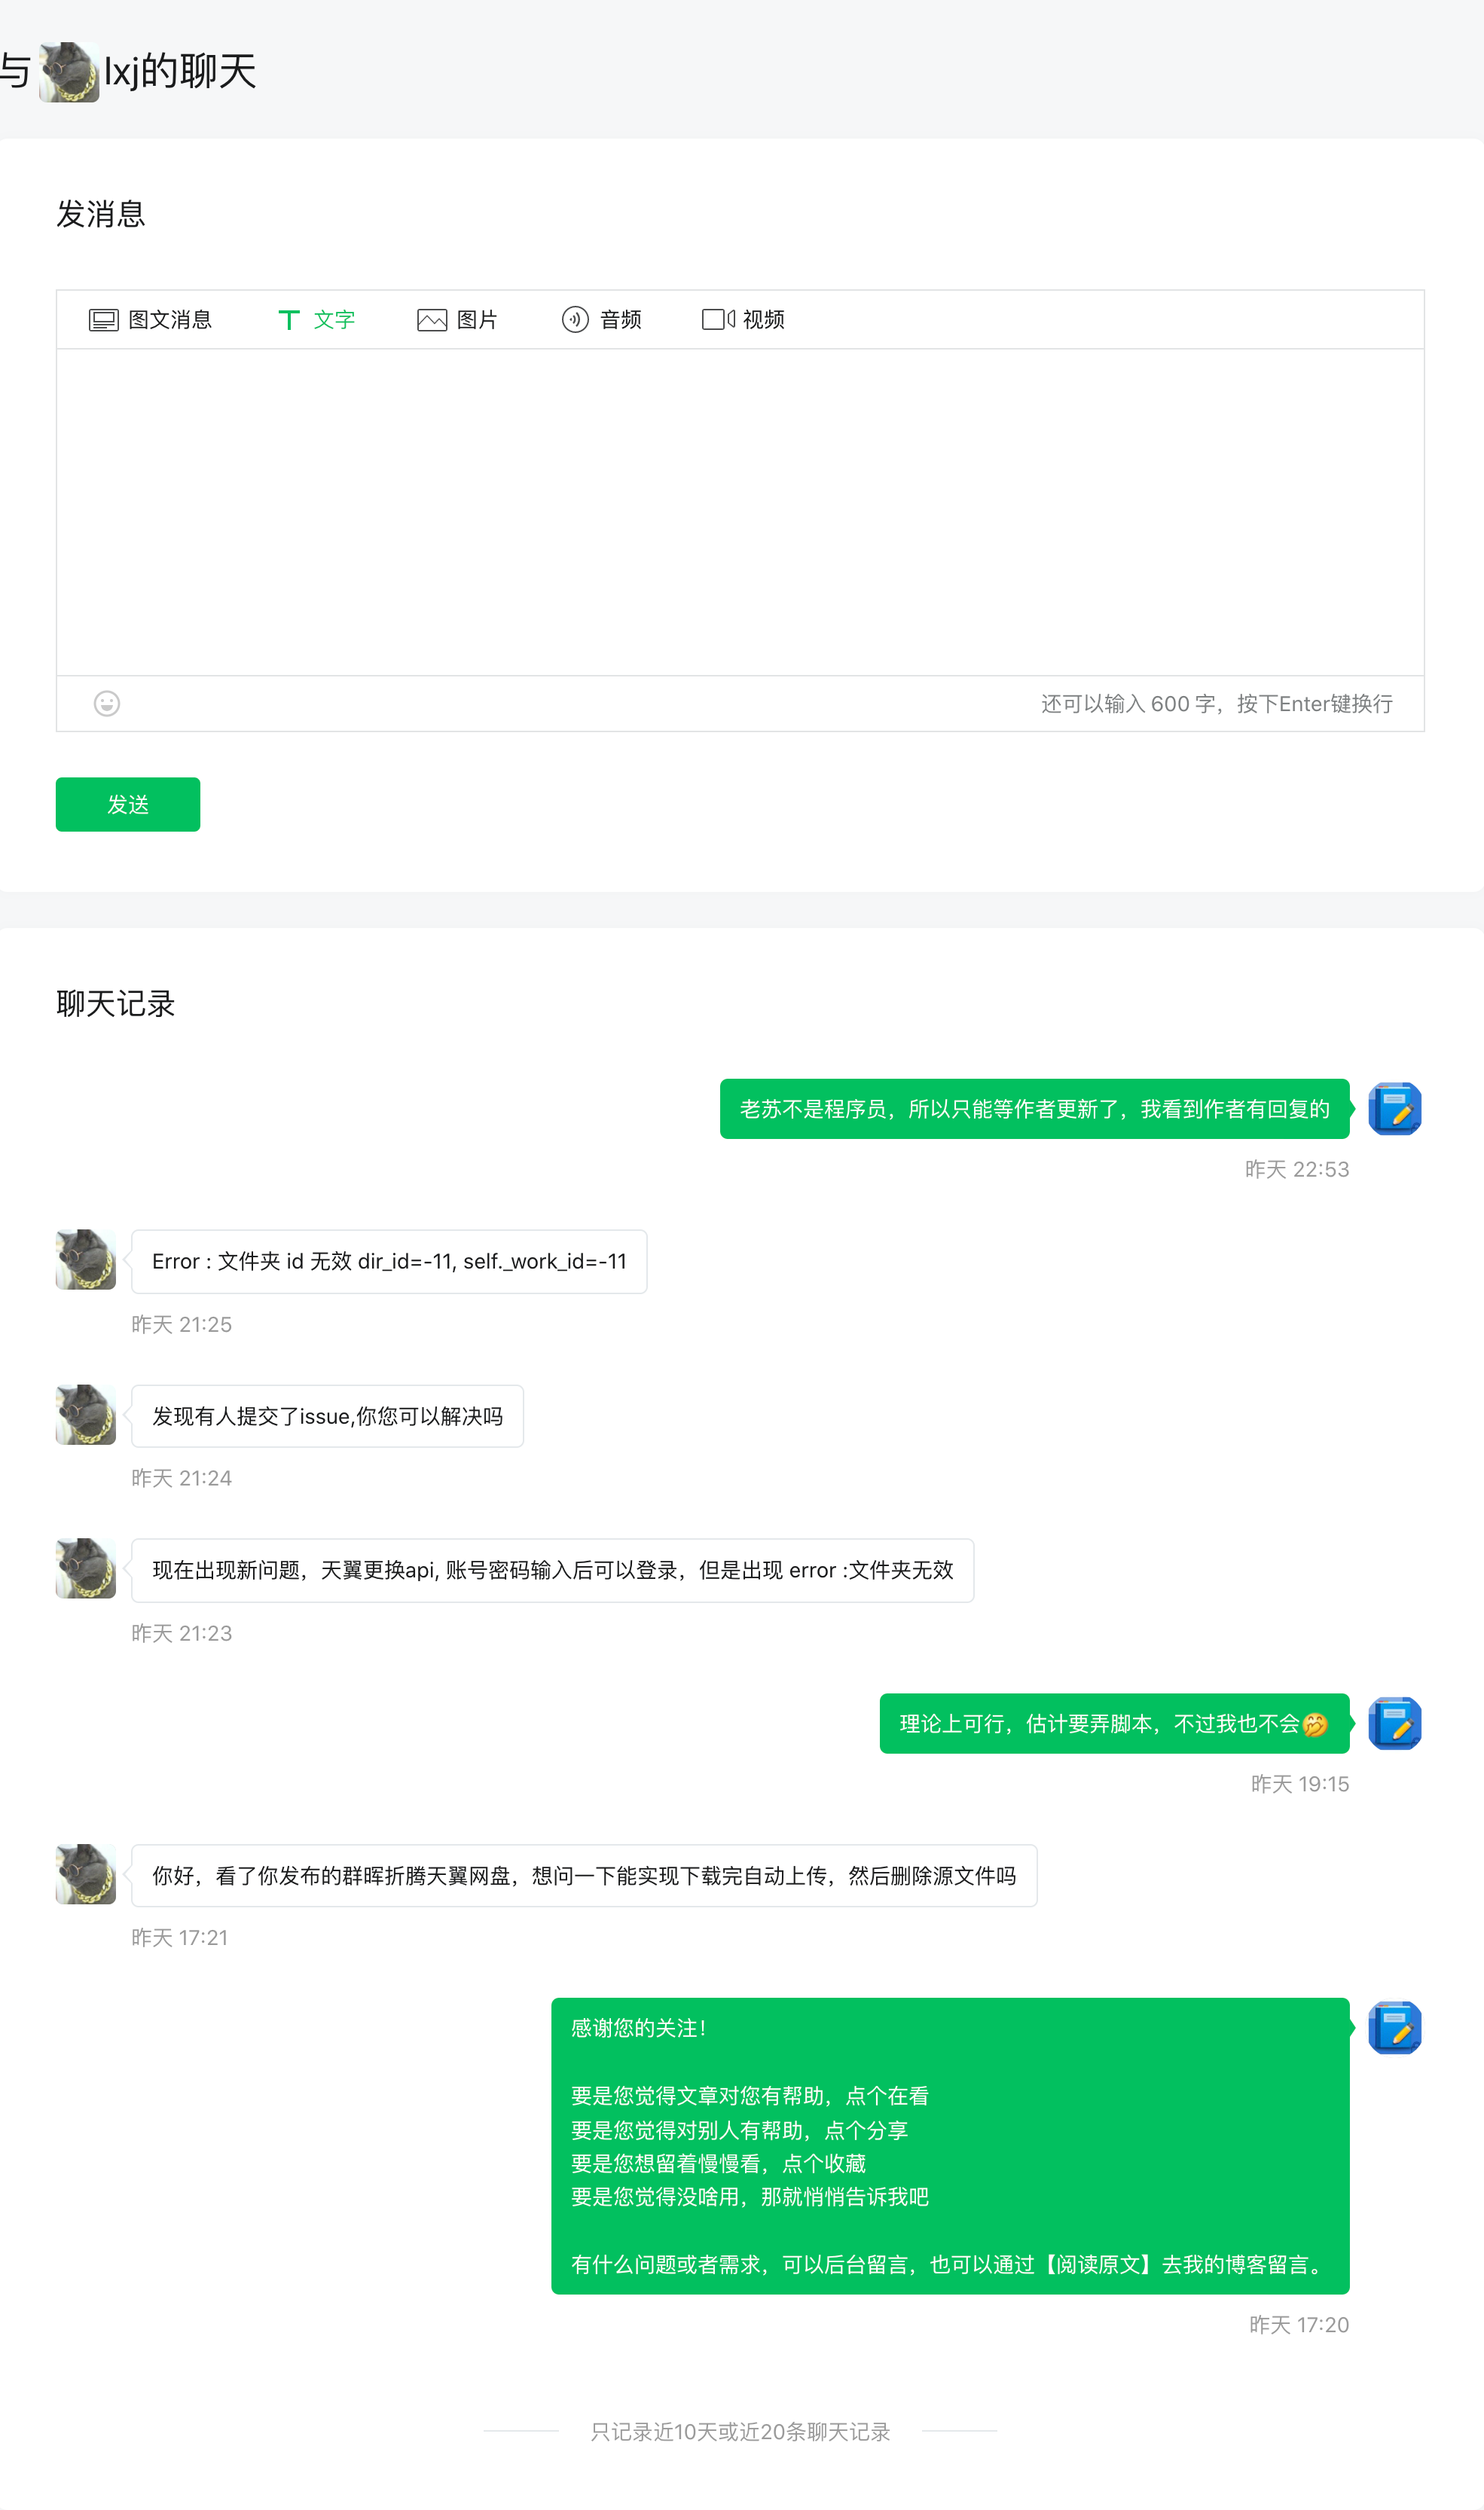 与lxj的聊天
发消息
图文消息 文字 图片 音频 视频
还可以输入 600 字，按下Enter键换行
发送
聊天记录
老苏不是程序员，所以只能等作者更新了，我看到作者有回复的
昨天 22:53
Error : 文件夹 id 无效 dir_id=-11, self._work_id=-11
昨天 21:25
发现有人提交了issue,你您可以解决吗
昨天 21:24
现在出现新问题，天翼更换api, 账号密码输入后可以登录，但是出现 error :文件夹无效
昨天 21:23
理论上可行，估计要弄脚本，不过我也不会🤭
昨天 19:15
你好，看了你发布的群晖折腾天翼网盘，想问一下能实现下载完自动上传，然后删除源文件吗
昨天 17:21
感谢您的关注！
要是您觉得文章对您有帮助，点个在看
要是您觉得对别人有帮助，点个分享
要是您想留着慢慢看，点个收藏
要是您觉得没啥用，那就悄悄告诉我吧
有什么问题或者需求，可以后台留言，也可以通过【阅读原文】去我的博客留言。
昨天 17:20
只记录近10天或近20条聊天记录